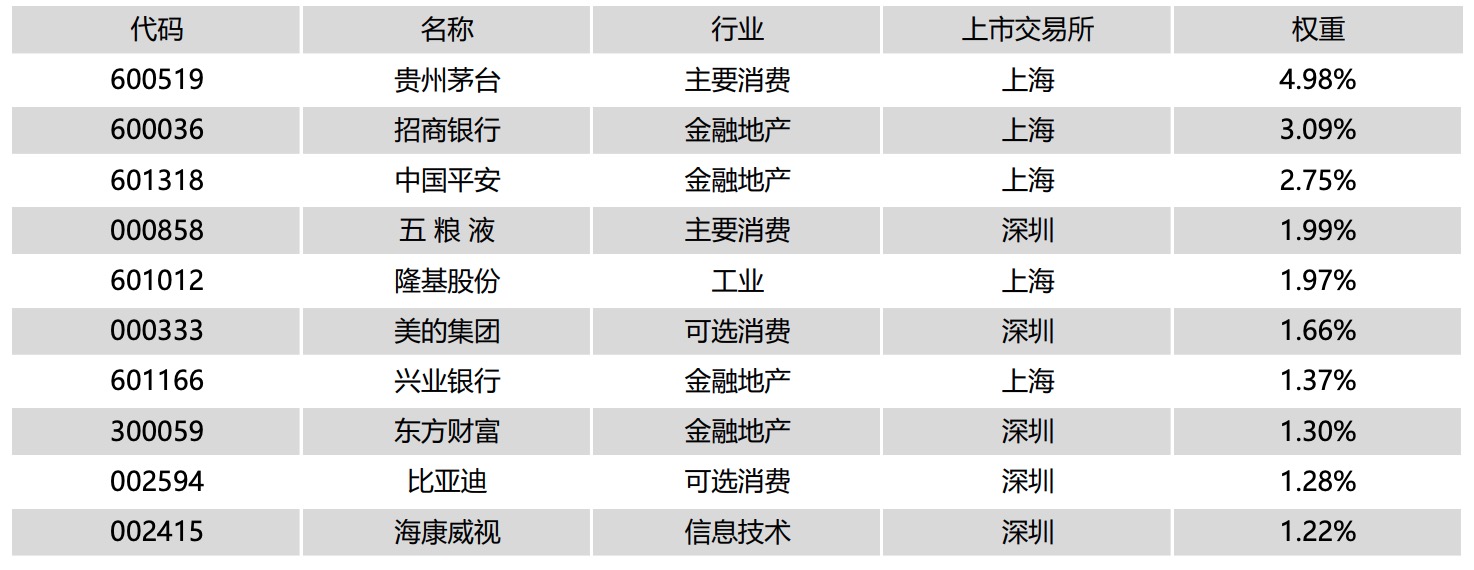 代码 名称 行业 上市交易所 权重
600519 贵州茅台 主要消费 上海 4.98%
600036 招商银行 金融地产 上海 3.09%
601318 中国平安 金融地产 上海 2.75%
000858 五 粮 液 主要消费 深圳 1.99%
601012 隆基股份 工业 上海 1.97%
000333 美的集团 可选消费 深圳 1.66%
601166 兴业银行 金融地产 上海 1.37%
300059 东方财富 金融地产 深圳 1.30%
002594 比亚迪 可选消费 深圳 1.28%
002415 海康威视 信息技术 深圳 1.22%